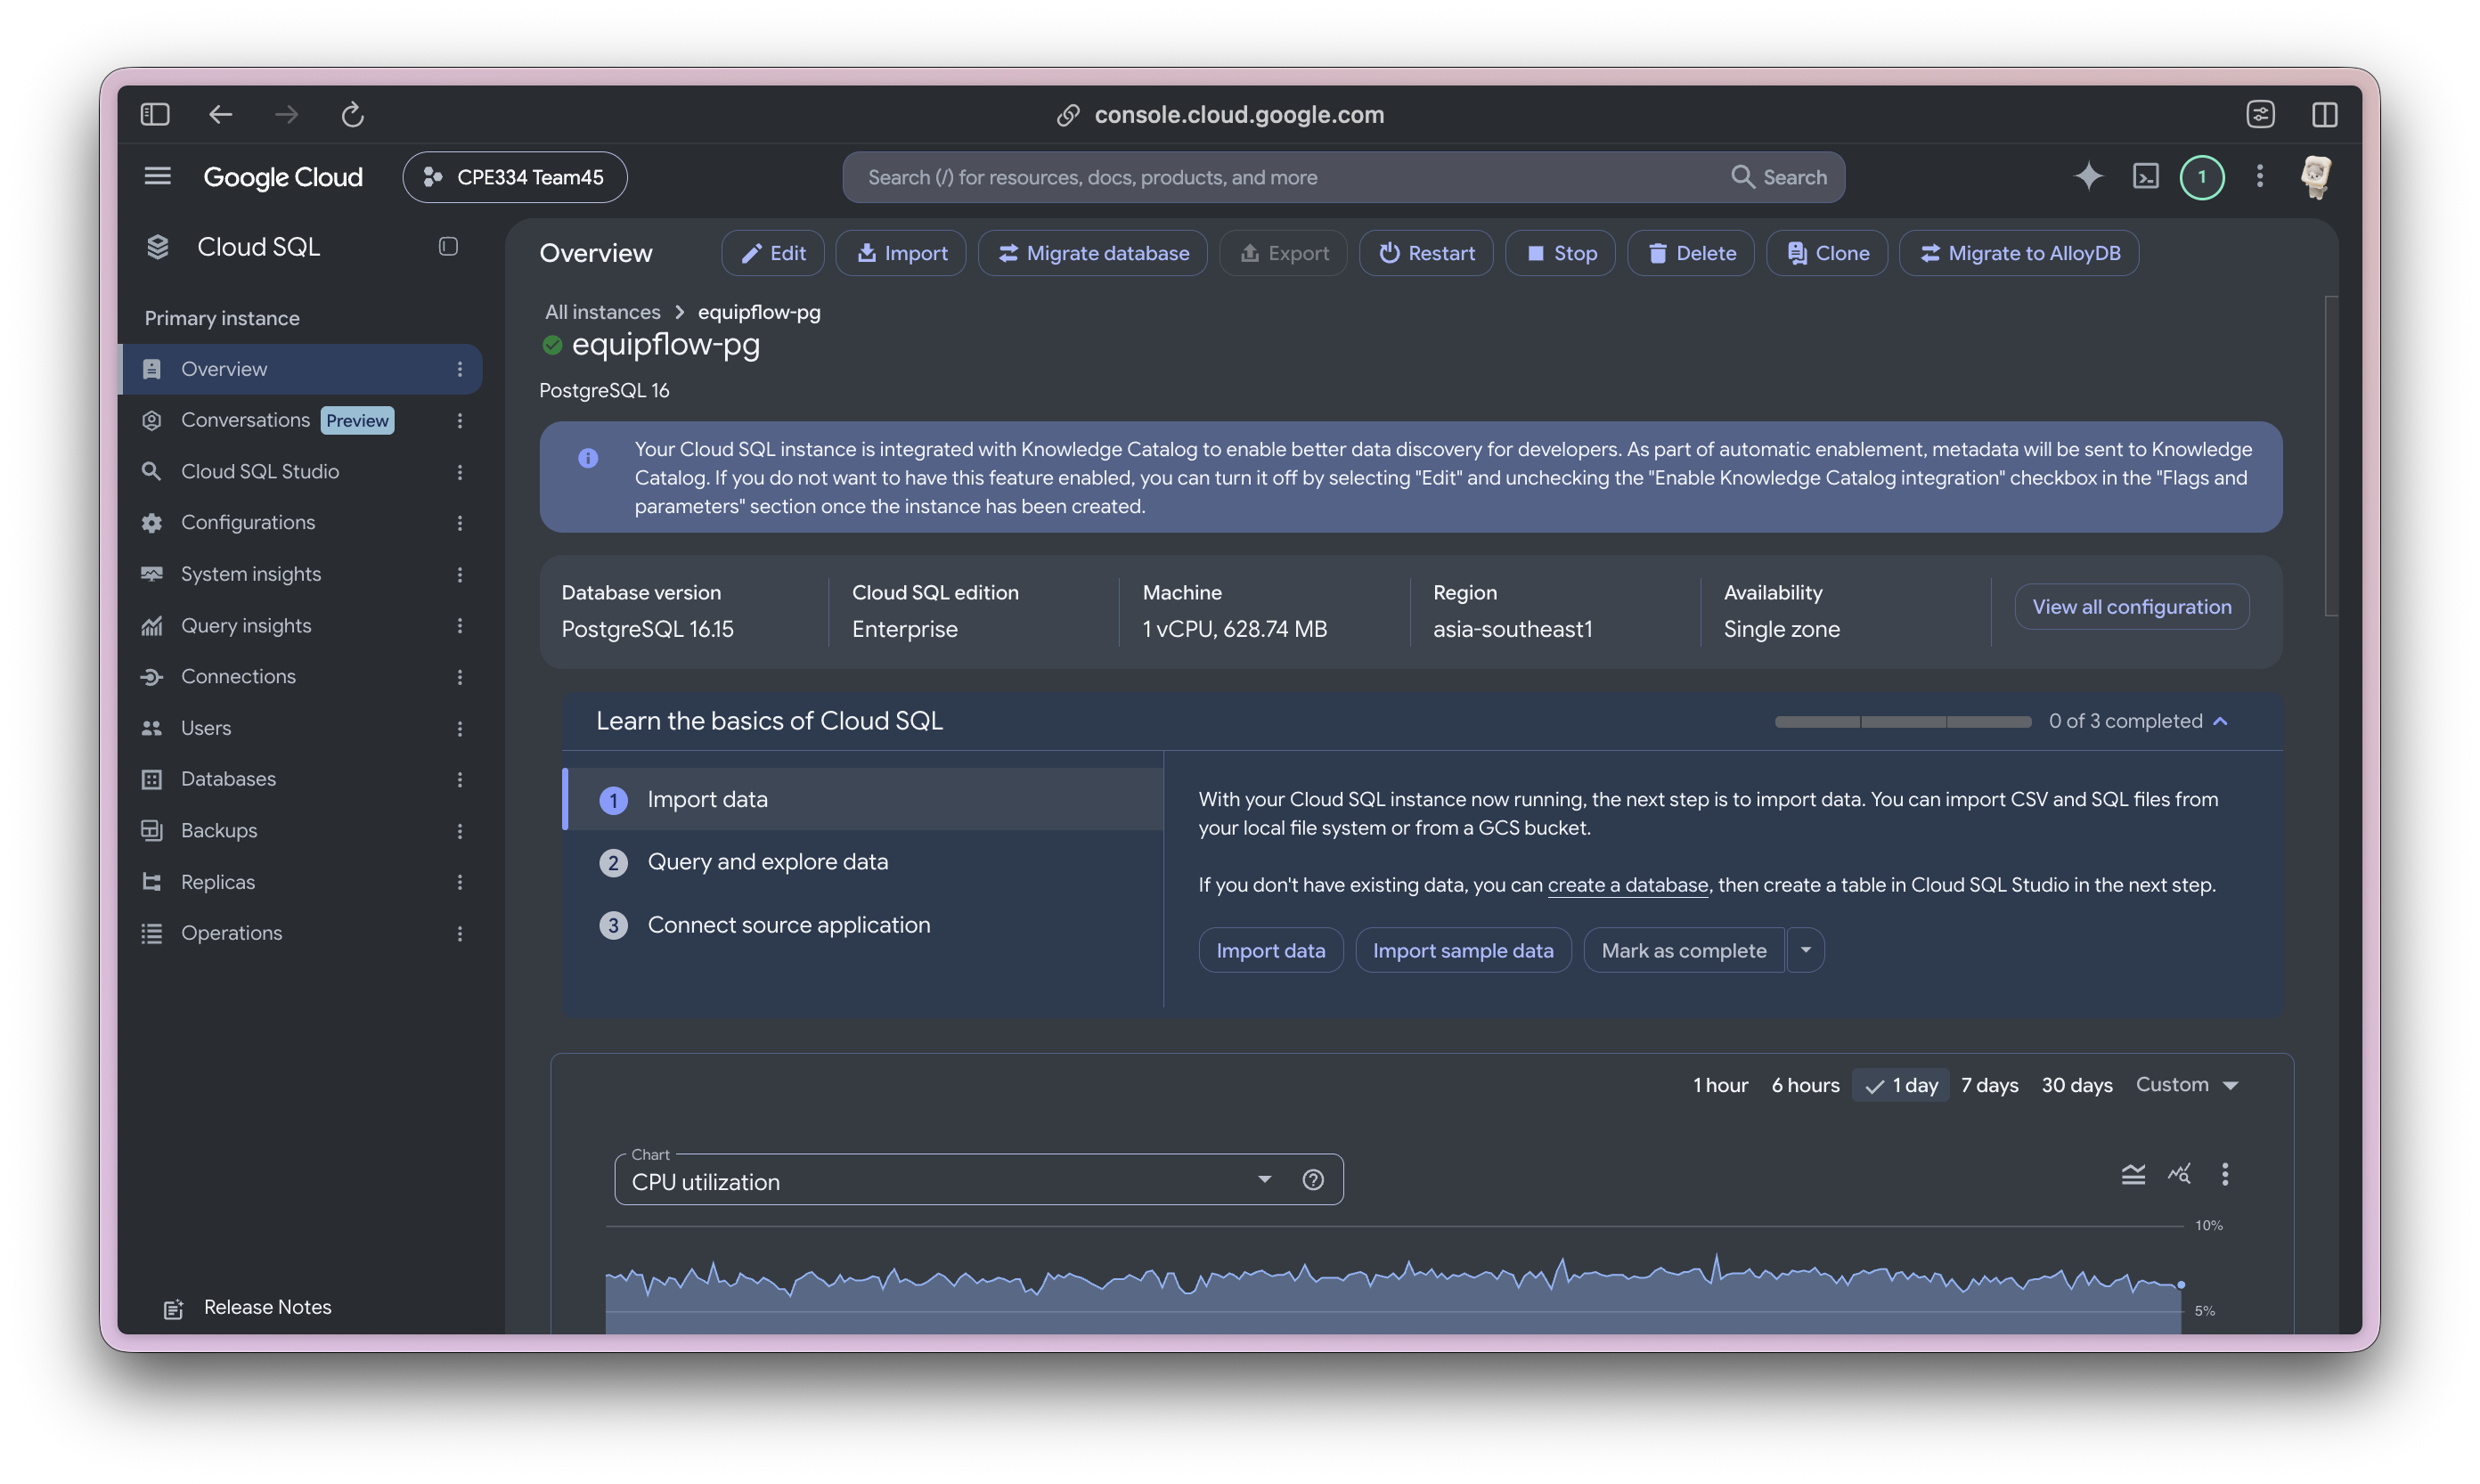 console.cloud.google.com
Google Cloud
CPE334 Team45
Search (/) for resources, docs, products, and more
Search
1
Cloud SQL
Primary instance
Overview
Conversations Preview
Cloud SQL Studio
Configurations
System insights
Query insights
Connections
Users
Databases
Backups
Replicas
Operations
Release Notes
Overview
Edit
Import
Migrate database
Export
Restart
Stop
Delete
Clone
Migrate to AlloyDB
All instances > equipflow-pg
equipflow-pg
PostgreSQL 16
Your Cloud SQL instance is integrated with Knowledge Catalog to enable better data discovery for developers. As part of automatic enablement, metadata will be sent to Knowledge
Catalog. If you do not want to have this feature enabled, you can turn it off by selecting "Edit" and unchecking the "Enable Knowledge Catalog integration" checkbox in the "Flags and
parameters" section once the instance has been created.
Database version
PostgreSQL 16.15
Cloud SQL edition
Enterprise
Machine
1 vCPU, 628.74 MB
Region
asia-southeast1
Availability
Single zone
View all configuration
Learn the basics of Cloud SQL
0 of 3 completed
1 Import data
2 Query and explore data
3 Connect source application
With your Cloud SQL instance now running, the next step is to import data. You can import CSV and SQL files from
your local file system or from a GCS bucket.
If you don't have existing data, you can create a database, then create a table in Cloud SQL Studio in the next step.
Import data
Import sample data
Mark as complete
1 hour
6 hours
1 day
7 days
30 days
Custom
Chart
CPU utilization
10%
5%